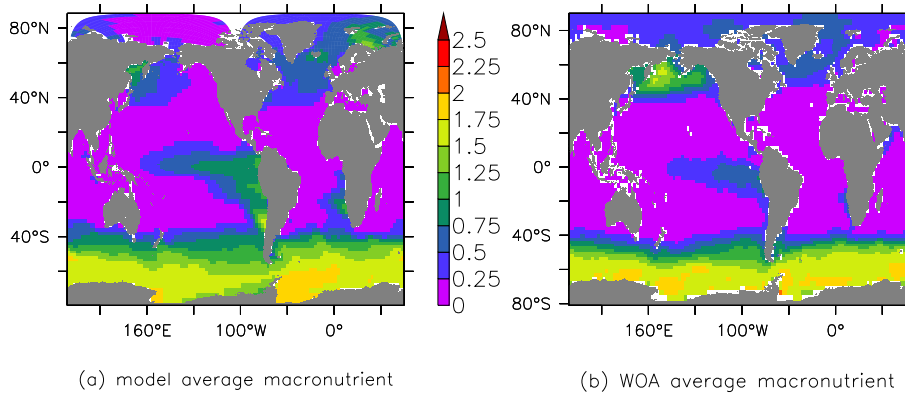 80°N
40°N
0°
40°S
160°E 100°W 0°
2.5
2.25
2
1.75
1.5
1.25
1
0.75
0.5
0.25
0
80°N
40°N
0°
40°S
80°S
160°E 100°W 0°
(a) model average macronutrient
(b) WOA average macronutrient